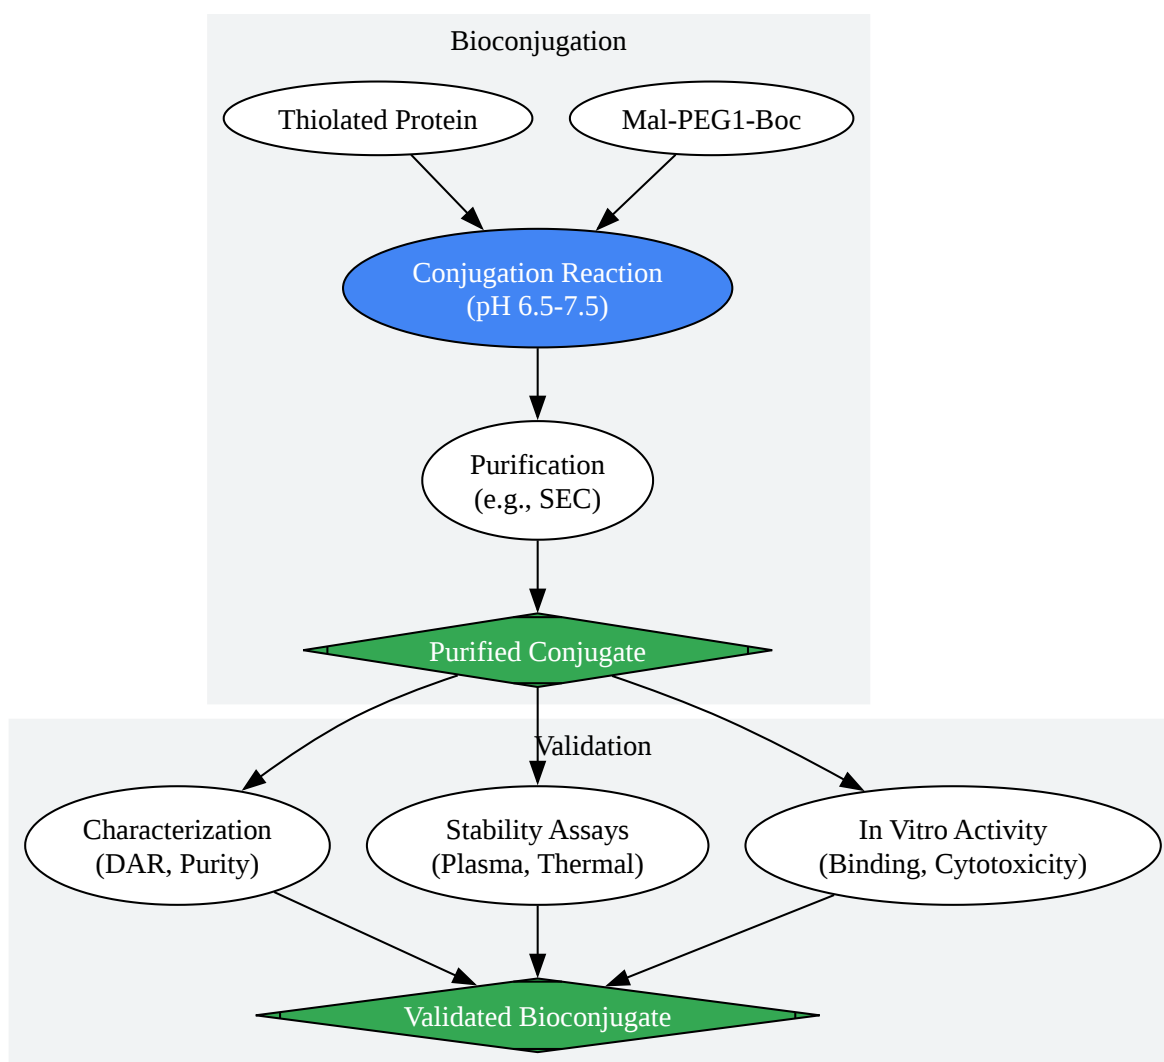 Bioconjugation
Thiolated Protein
Mal-PEG1-Boc
Conjugation Reaction
(pH 6.5-7.5)
Purification
(e.g., SEC)
Purified Conjugate
Validation
Characterization
(DAR, Purity)
Stability Assays
(Plasma, Thermal)
In Vitro Activity
(Binding, Cytotoxicity)
Validated Bioconjugate